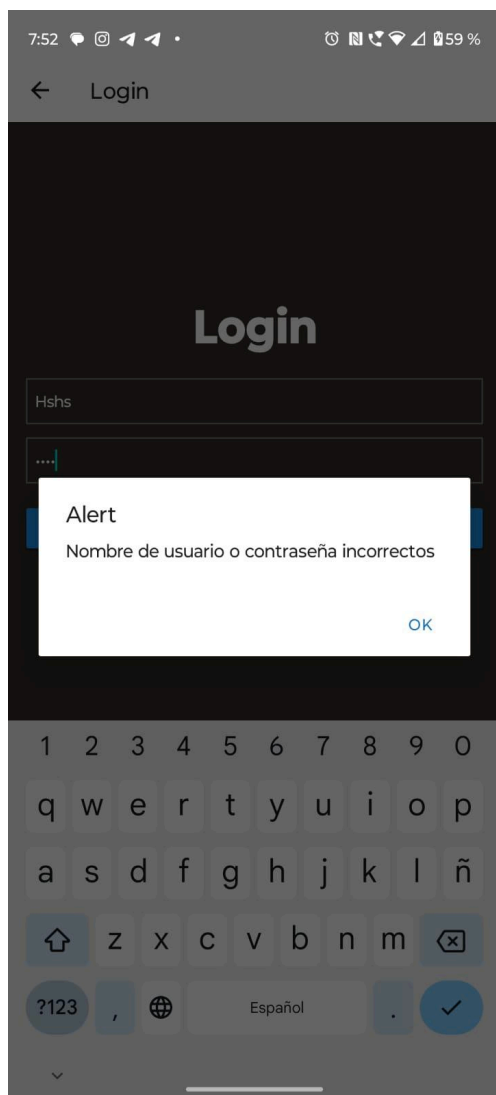 7:52
59 %
Login
Login
Hshs
....
Alert
Nombre de usuario o contraseña incorrectos
OK
1 2 3 4 5 6 7 8 9 0
q w e r t y u i o p
a s d f g h j k l ñ
z x c v b n m
?123 , Español .